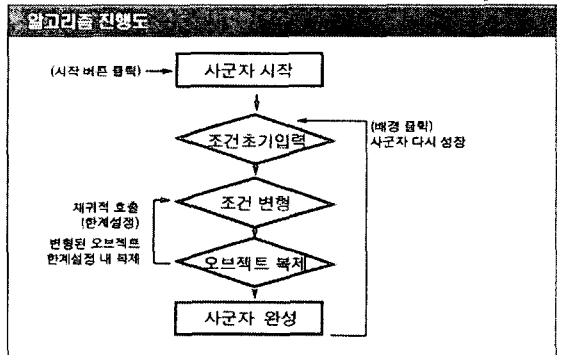 알고리즘 진행도
(시작 버튼 클릭)
사군자 시작
조건초기입력
(배경 클릭)
사군자 다시 성장
조건 변형
재귀적 호출
(한계설정)
변형된 오브젝트
한계설정 내 복제
오브젝트 복제
사군자 완성